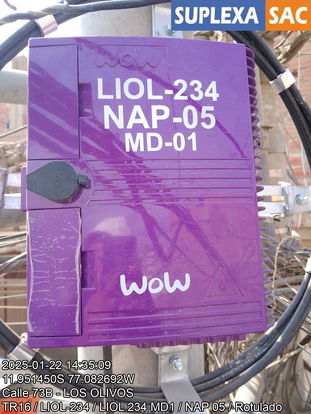 SUPLEXA SAC
WOW
LIOL-234
NAP-05
MD-01
WOW
2025-01-22 14:35:09
11.951450S 77.082692W
Calle 73B - LOS OLIVOS
TR16 / LIOL-234 / LIOL 234 MD1 / NAP 05 / Rotulado